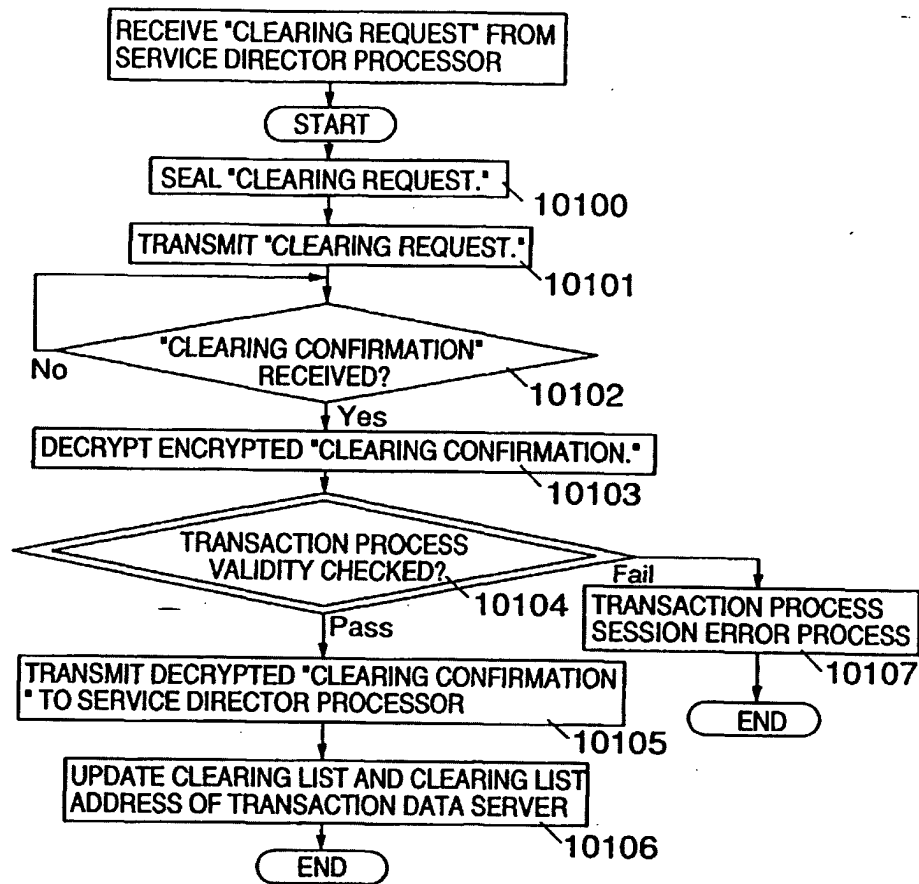 RECEIVE "CLEARING REQUEST" FROM
SERVICE DIRECTOR PROCESSOR
START
SEAL "CLEARING REQUEST."
10100
TRANSMIT "CLEARING REQUEST."
10101
"CLEARING CONFIRMATION"
RECEIVED?
10102
No
Yes
DECRYPT ENCRYPTED "CLEARING CONFIRMATION."
10103
TRANSACTION PROCESS
VALIDITY CHECKED?
10104
Fail
Pass
TRANSACTION PROCESS
SESSION ERROR PROCESS
10107
END
TRANSMIT DECRYPTED "CLEARING CONFIRMATION
" TO SERVICE DIRECTOR PROCESSOR
10105
UPDATE CLEARING LIST AND CLEARING LIST
ADDRESS OF TRANSACTION DATA SERVER
10106
END